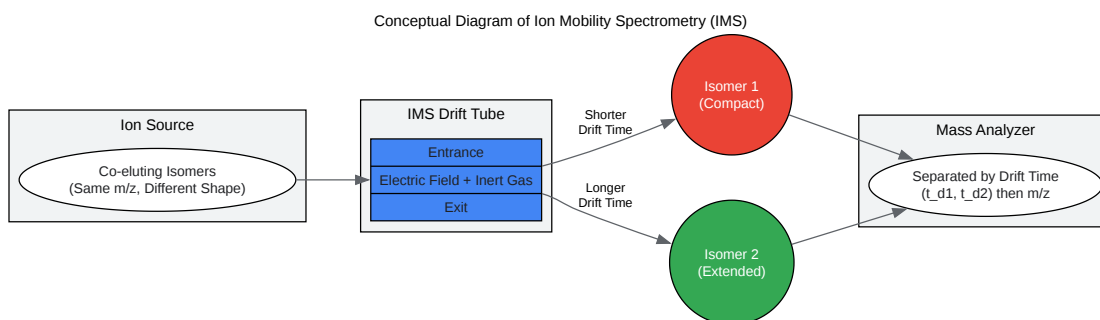 Conceptual Diagram of Ion Mobility Spectrometry (IMS)
Ion Source
Co-eluting Isomers
(Same m/z, Different Shape)
IMS Drift Tube
Entrance
Electric Field + Inert Gas
Exit
Shorter
Drift Time
Longer
Drift Time
Isomer 1
(Compact)
Isomer 2
(Extended)
Mass Analyzer
Separated by Drift Time
(t_d1, t_d2) then m/z